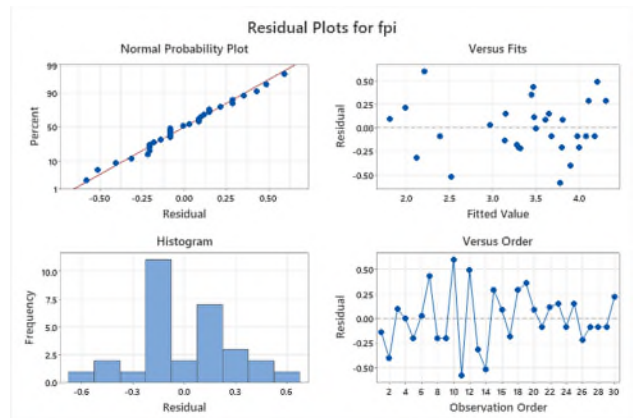 Residual Plots for fpi
Normal Probability Plot
Versus Fits
99
90
50
10
1
Percent
-0.50 -0.25 0.00 0.25 0.50
Residual
0.50
0.25
0.00
-0.25
-0.50
Residual
2.0 2.5 3.0 3.5 4.0
Fitted Value
Histogram
Versus Order
10.0
7.5
5.0
2.5
0.0
Frequency
-0.6 -0.3 0.0 0.3 0.6
Residual
0.50
0.25
0.00
-0.25
-0.50
Residual
2 4 6 8 10 12 14 16 18 20 22 24 26 28 30
Observation Order